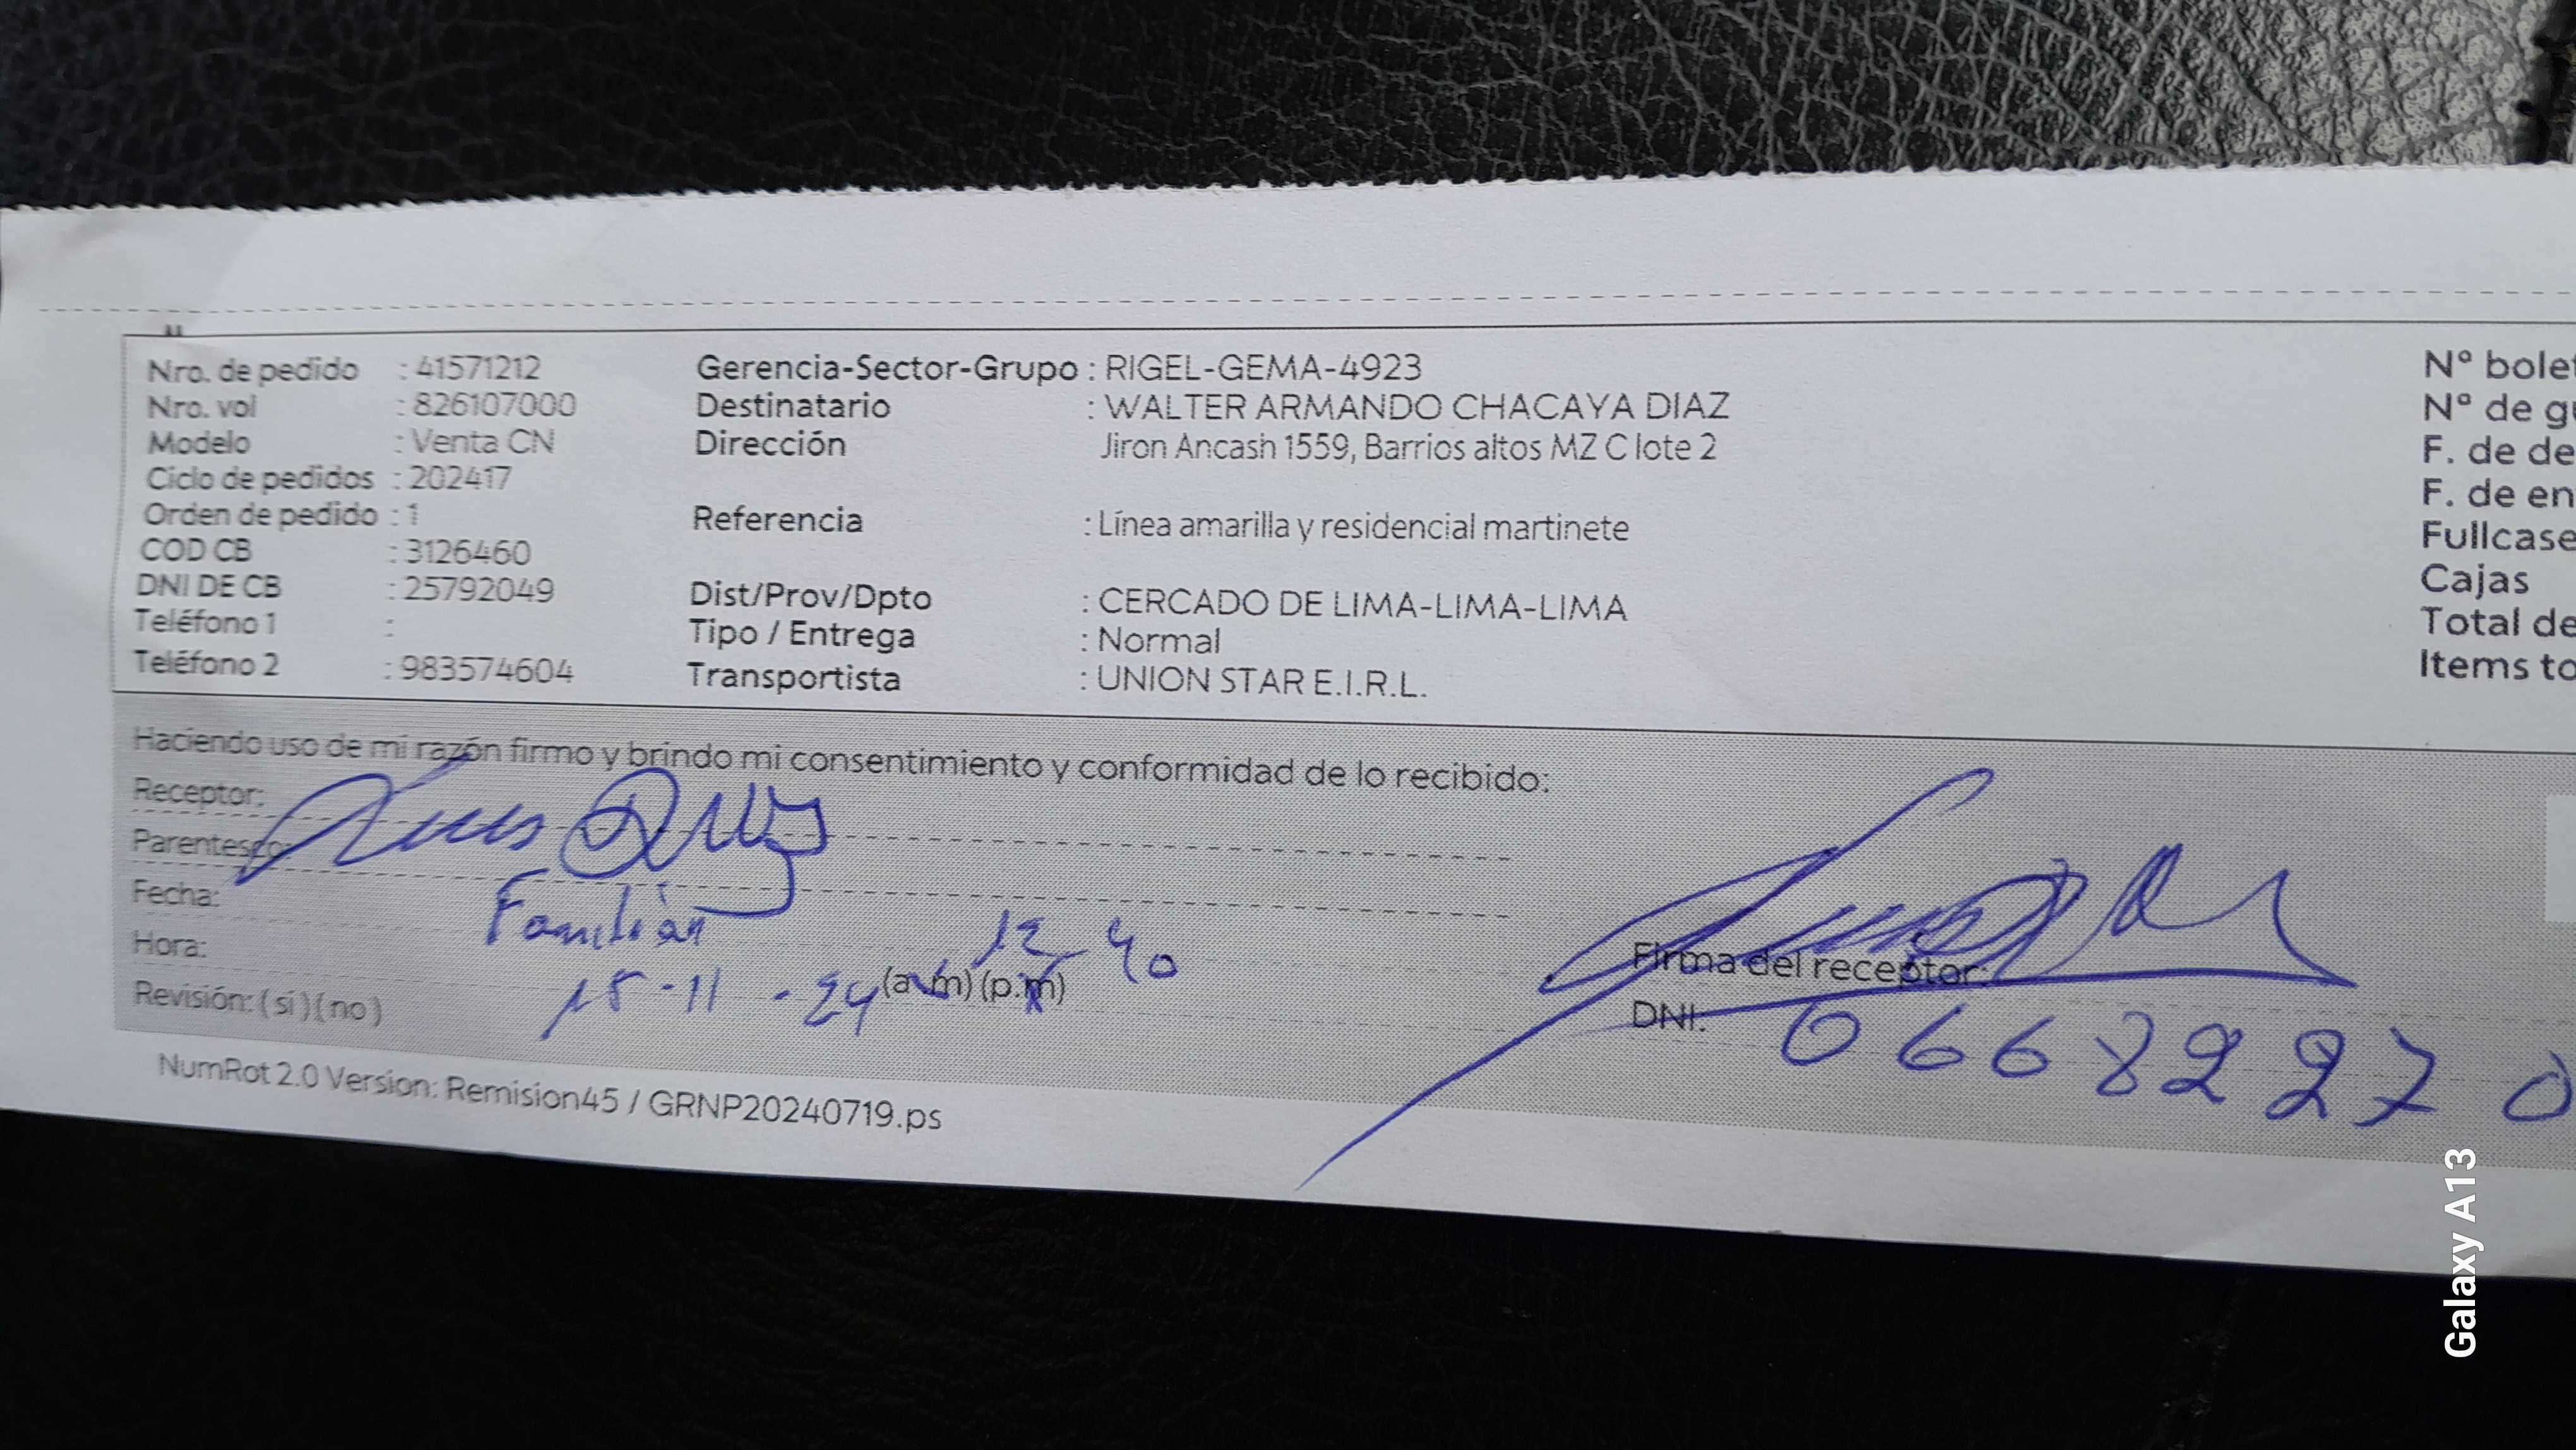 Nro. de pedido : 41571212
Nro. vol : 826107000
Modelo : Venta CN
Ciclo de pedidos : 202417
Orden de pedido : 1
COD CB : 3126460
DNI DE CB : 25792049
Teléfono 1 :
Teléfono 2 : 983574604
Gerencia-Sector-Grupo : RIGEL-GEMA-4923
Destinatario : WALTER ARMANDO CHACAYA DIAZ
Dirección Jiron Ancash 1559, Barrios altos MZ C lote 2
Referencia : Línea amarilla y residencial martinete
Dist/Prov/Dpto : CERCADO DE LIMA-LIMA-LIMA
Tipo / Entrega : Normal
Transportista : UNION STAR E.I.R.L.
Nº bolet
Nº de gu
F. de de
F. de en
Fullcase
Cajas
Total de
Items to
Haciendo uso de mi razón firmo y brindo mi consentimiento y conformidad de lo recibido:
Receptor: Luis
Parentesco:
Fecha: Familiar
Hora: 12 40
15-11-24 (a.m) (p.m)
Revisión: (si) (no)
Firma del receptor:
DNI: 06682270
NumRot 2.0 Version: Remision45 / GRNP20240719.ps
Galaxy A13